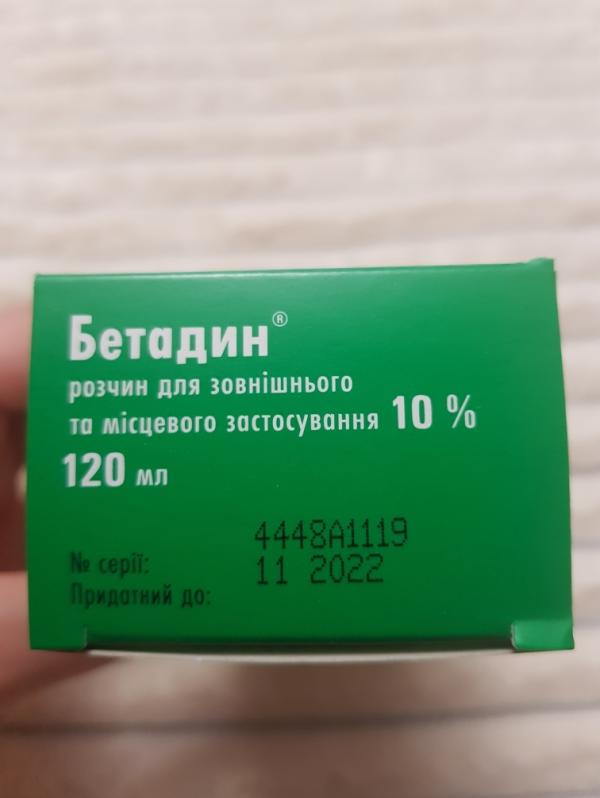 Бетадин®
розчин для зовнішнього
та місцевого застосування 10 %
120 мл
4448A1119
№ серії:
11 2022
Придатний до: